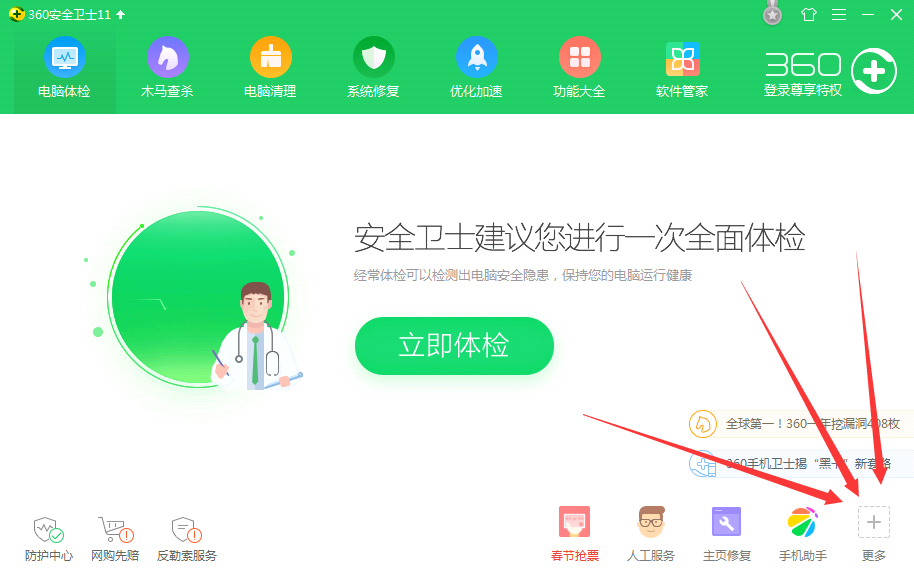 360安全卫士11
电脑体检
木马查杀
电脑清理
系统修复
优化加速
功能大全
软件管家
360
登录尊享特权
安全卫士建议您进行一次全面体检
经常体检可以检测出电脑安全隐患，保持您的电脑运行健康
立即体检
全球第一！360一年挖漏洞408枚
360手机卫士揭“黑卡”新套路
防护中心
网购先赔
反勒索服务
春节抢票
人工服务
主页修复
手机助手
更多